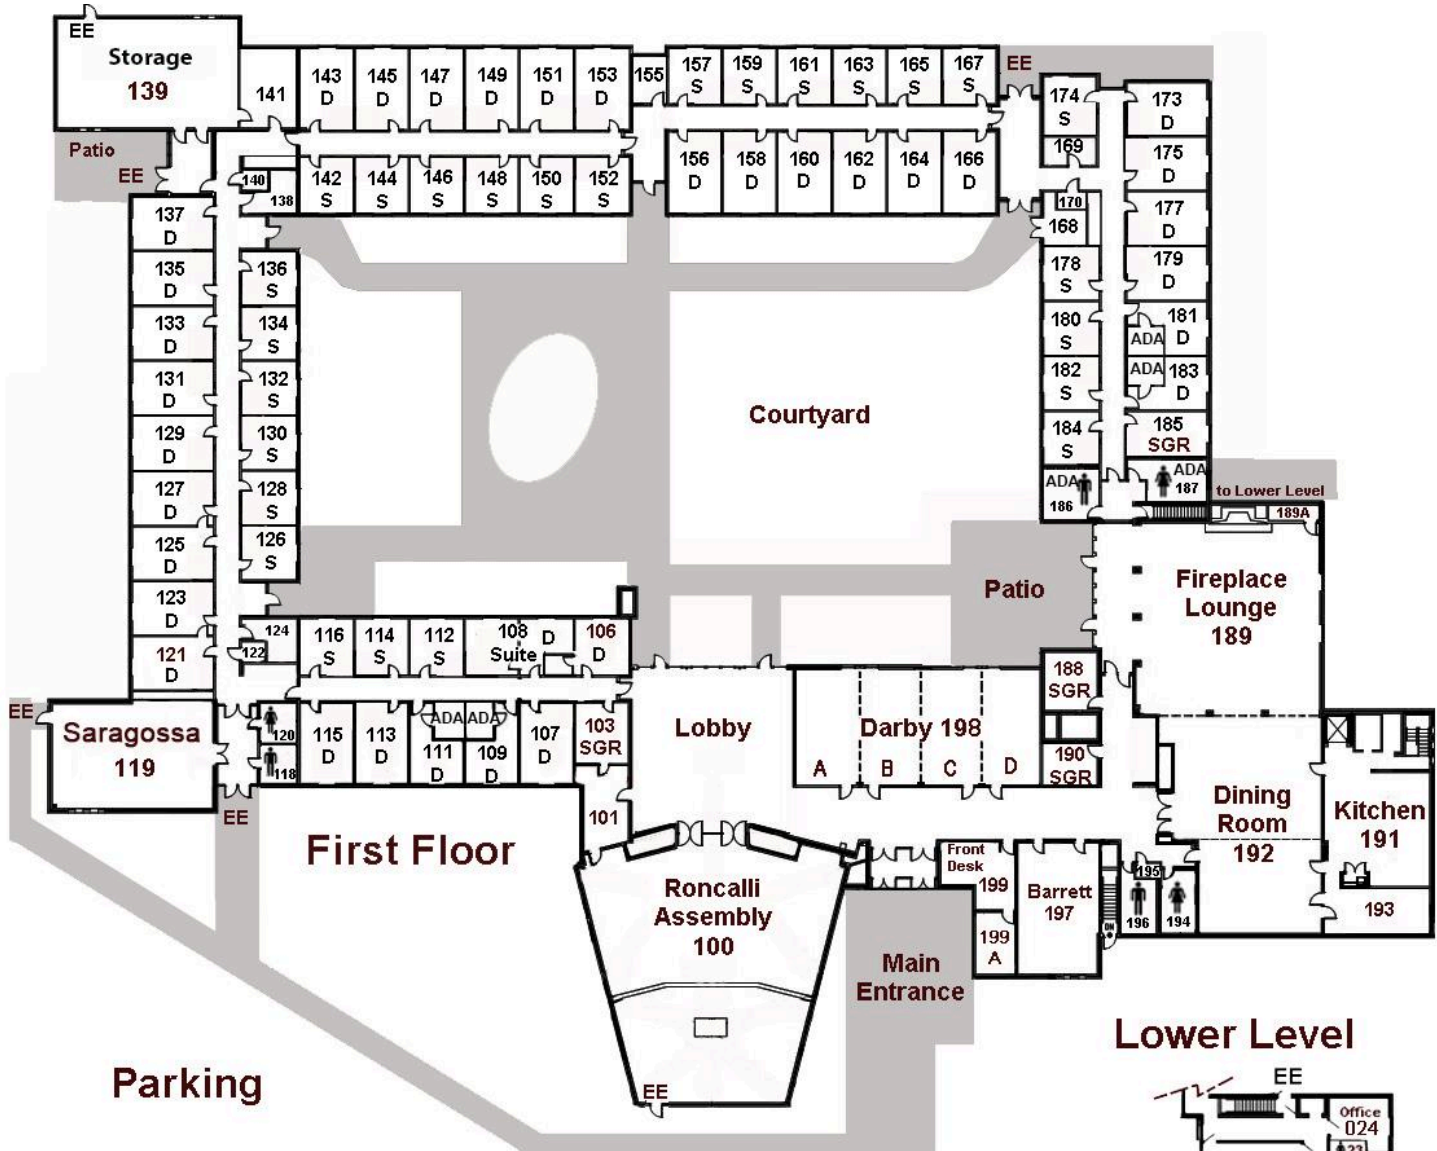 EE
Storage
139
141
143
D
145
D
147
D
149
D
151
D
153
D
155
157
S
159
S
161
S
163
S
165
S
167
S
EE
174
S
169
173
D
Patio
EE
140
138
142
S
144
S
146
S
148
S
150
S
152
S
156
D
158
D
160
D
162
D
164
D
166
D
175
D
170
168
177
D
137
D
135
D
133
D
131
D
129
D
127
D
125
D
123
D
121
D
136
S
134
S
132
S
130
S
128
S
126
S
Courtyard
178
S
180
S
182
S
184
S
179
D
181
D
ADA
ADA
183
D
185
SGR
ADA
186
ADA
187
to Lower Level
189A
Patio
Fireplace
Lounge
189
124
122
116
S
114
S
112
S
108
Suite
D
106
D
EE
Saragossa
119
120
118
EE
115
D
113
D
ADA
ADA
111
D
109
D
107
D
103
SGR
101
Lobby
Darby 198
A
B
C
D
188
SGR
190
SGR
Dining
Room
192
Kitchen
191
193
First Floor
Roncalli
Assembly
100
EE
Front
Desk
199
199
A
Barrett
197
DN
195
196
194
Main
Entrance
Parking
Lower Level
EE
Office
024
23